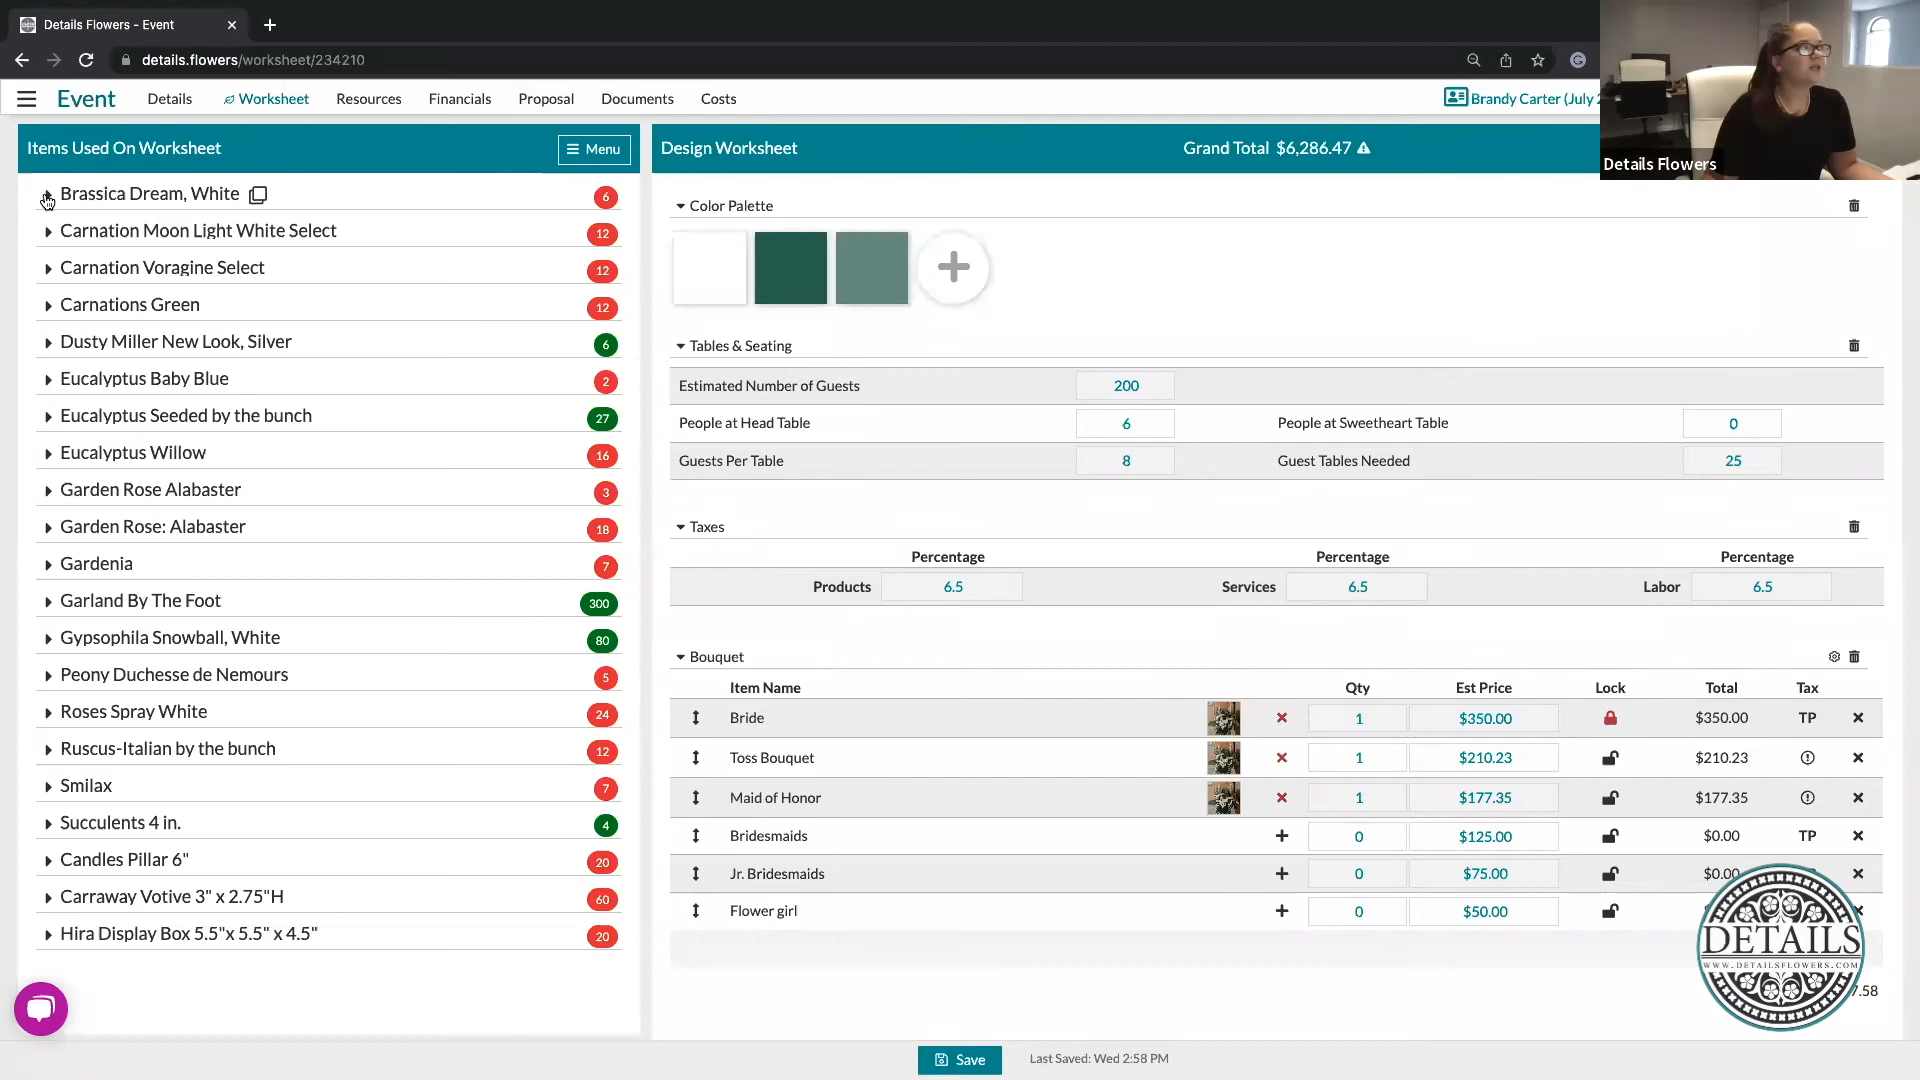 Details Flowers - Event
details.flowers/worksheet/234210
Event
Details
Worksheet
Resources
Financials
Proposal
Documents
Costs
Brandy Carter (July
Details Flowers
Items Used On Worksheet
Menu
Brassica Dream, White 6
Carnation Moon Light White Select 12
Carnation Voragine Select 12
Carnations Green 12
Dusty Miller New Look, Silver 6
Eucalyptus Baby Blue 2
Eucalyptus Seeded by the bunch 27
Eucalyptus Willow 16
Garden Rose Alabaster 3
Garden Rose: Alabaster 18
Gardenia 7
Garland By The Foot 300
Gypsophila Snowball, White 80
Peony Duchesse de Nemours 5
Roses Spray White 24
Ruscus-Italian by the bunch 12
Smilax 7
Succulents 4 in. 4
Candles Pillar 6" 20
Carraway Votive 3" x 2.75"H 60
Hira Display Box 5.5"x 5.5" x 4.5" 20
Design Worksheet
Grand Total $6,286.47
Color Palette
Tables & Seating
Estimated Number of Guests 200
People at Head Table 6 People at Sweetheart Table 0
Guests Per Table 8 Guest Tables Needed 25
Taxes
Percentage Percentage Percentage
Products 6.5 Services 6.5 Labor 6.5
Bouquet
Item Name Qty Est Price Lock Total Tax
Bride 1 $350.00 $350.00 TP
Toss Bouquet 1 $210.23 $210.23
Maid of Honor 1 $177.35 $177.35
Bridesmaids 0 $125.00 $0.00 TP
Jr. Bridesmaids 0 $75.00 $0.00
Flower girl 0 $50.00
7.58
DETAILS
WWW.DETAILSFLOWERS.COM
Save
Last Saved: Wed 2:58 PM